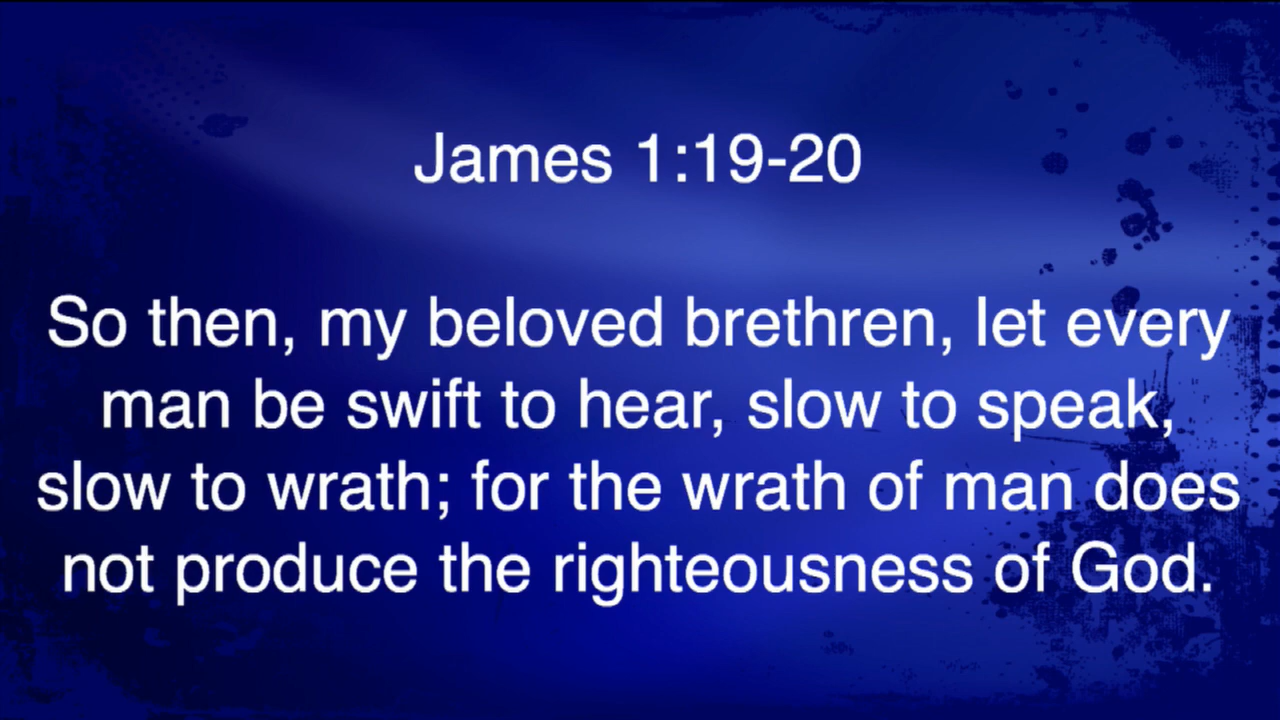 James 1:19-20
So then, my beloved brethren, let every
man be swift to hear, slow to speak,
slow to wrath; for the wrath of man does
not produce the righteousness of God.